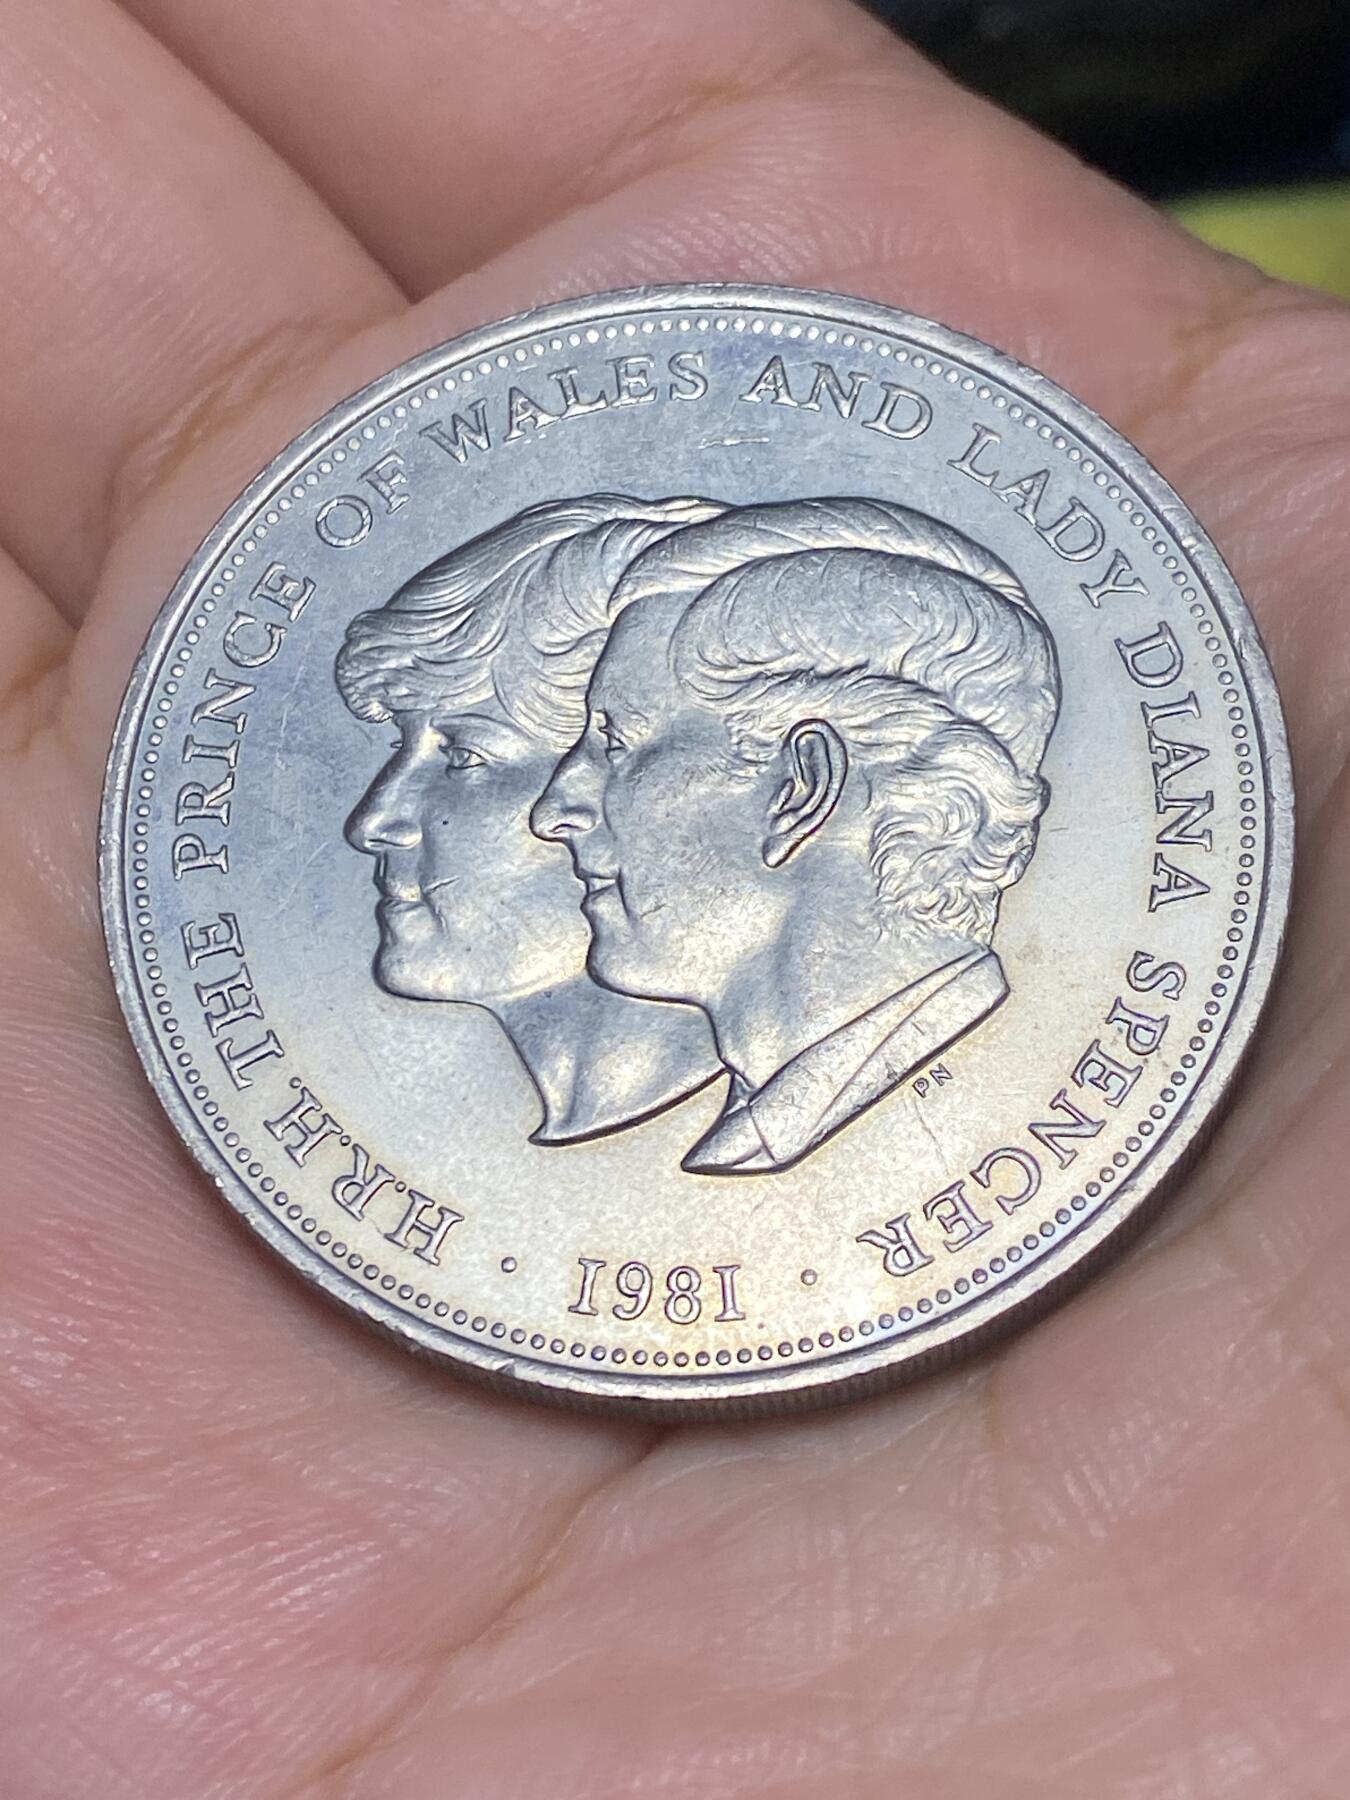 H.R.H. THE PRINCE OF WALES AND LADY DIANA SPENCER
· 1981 ·
PN